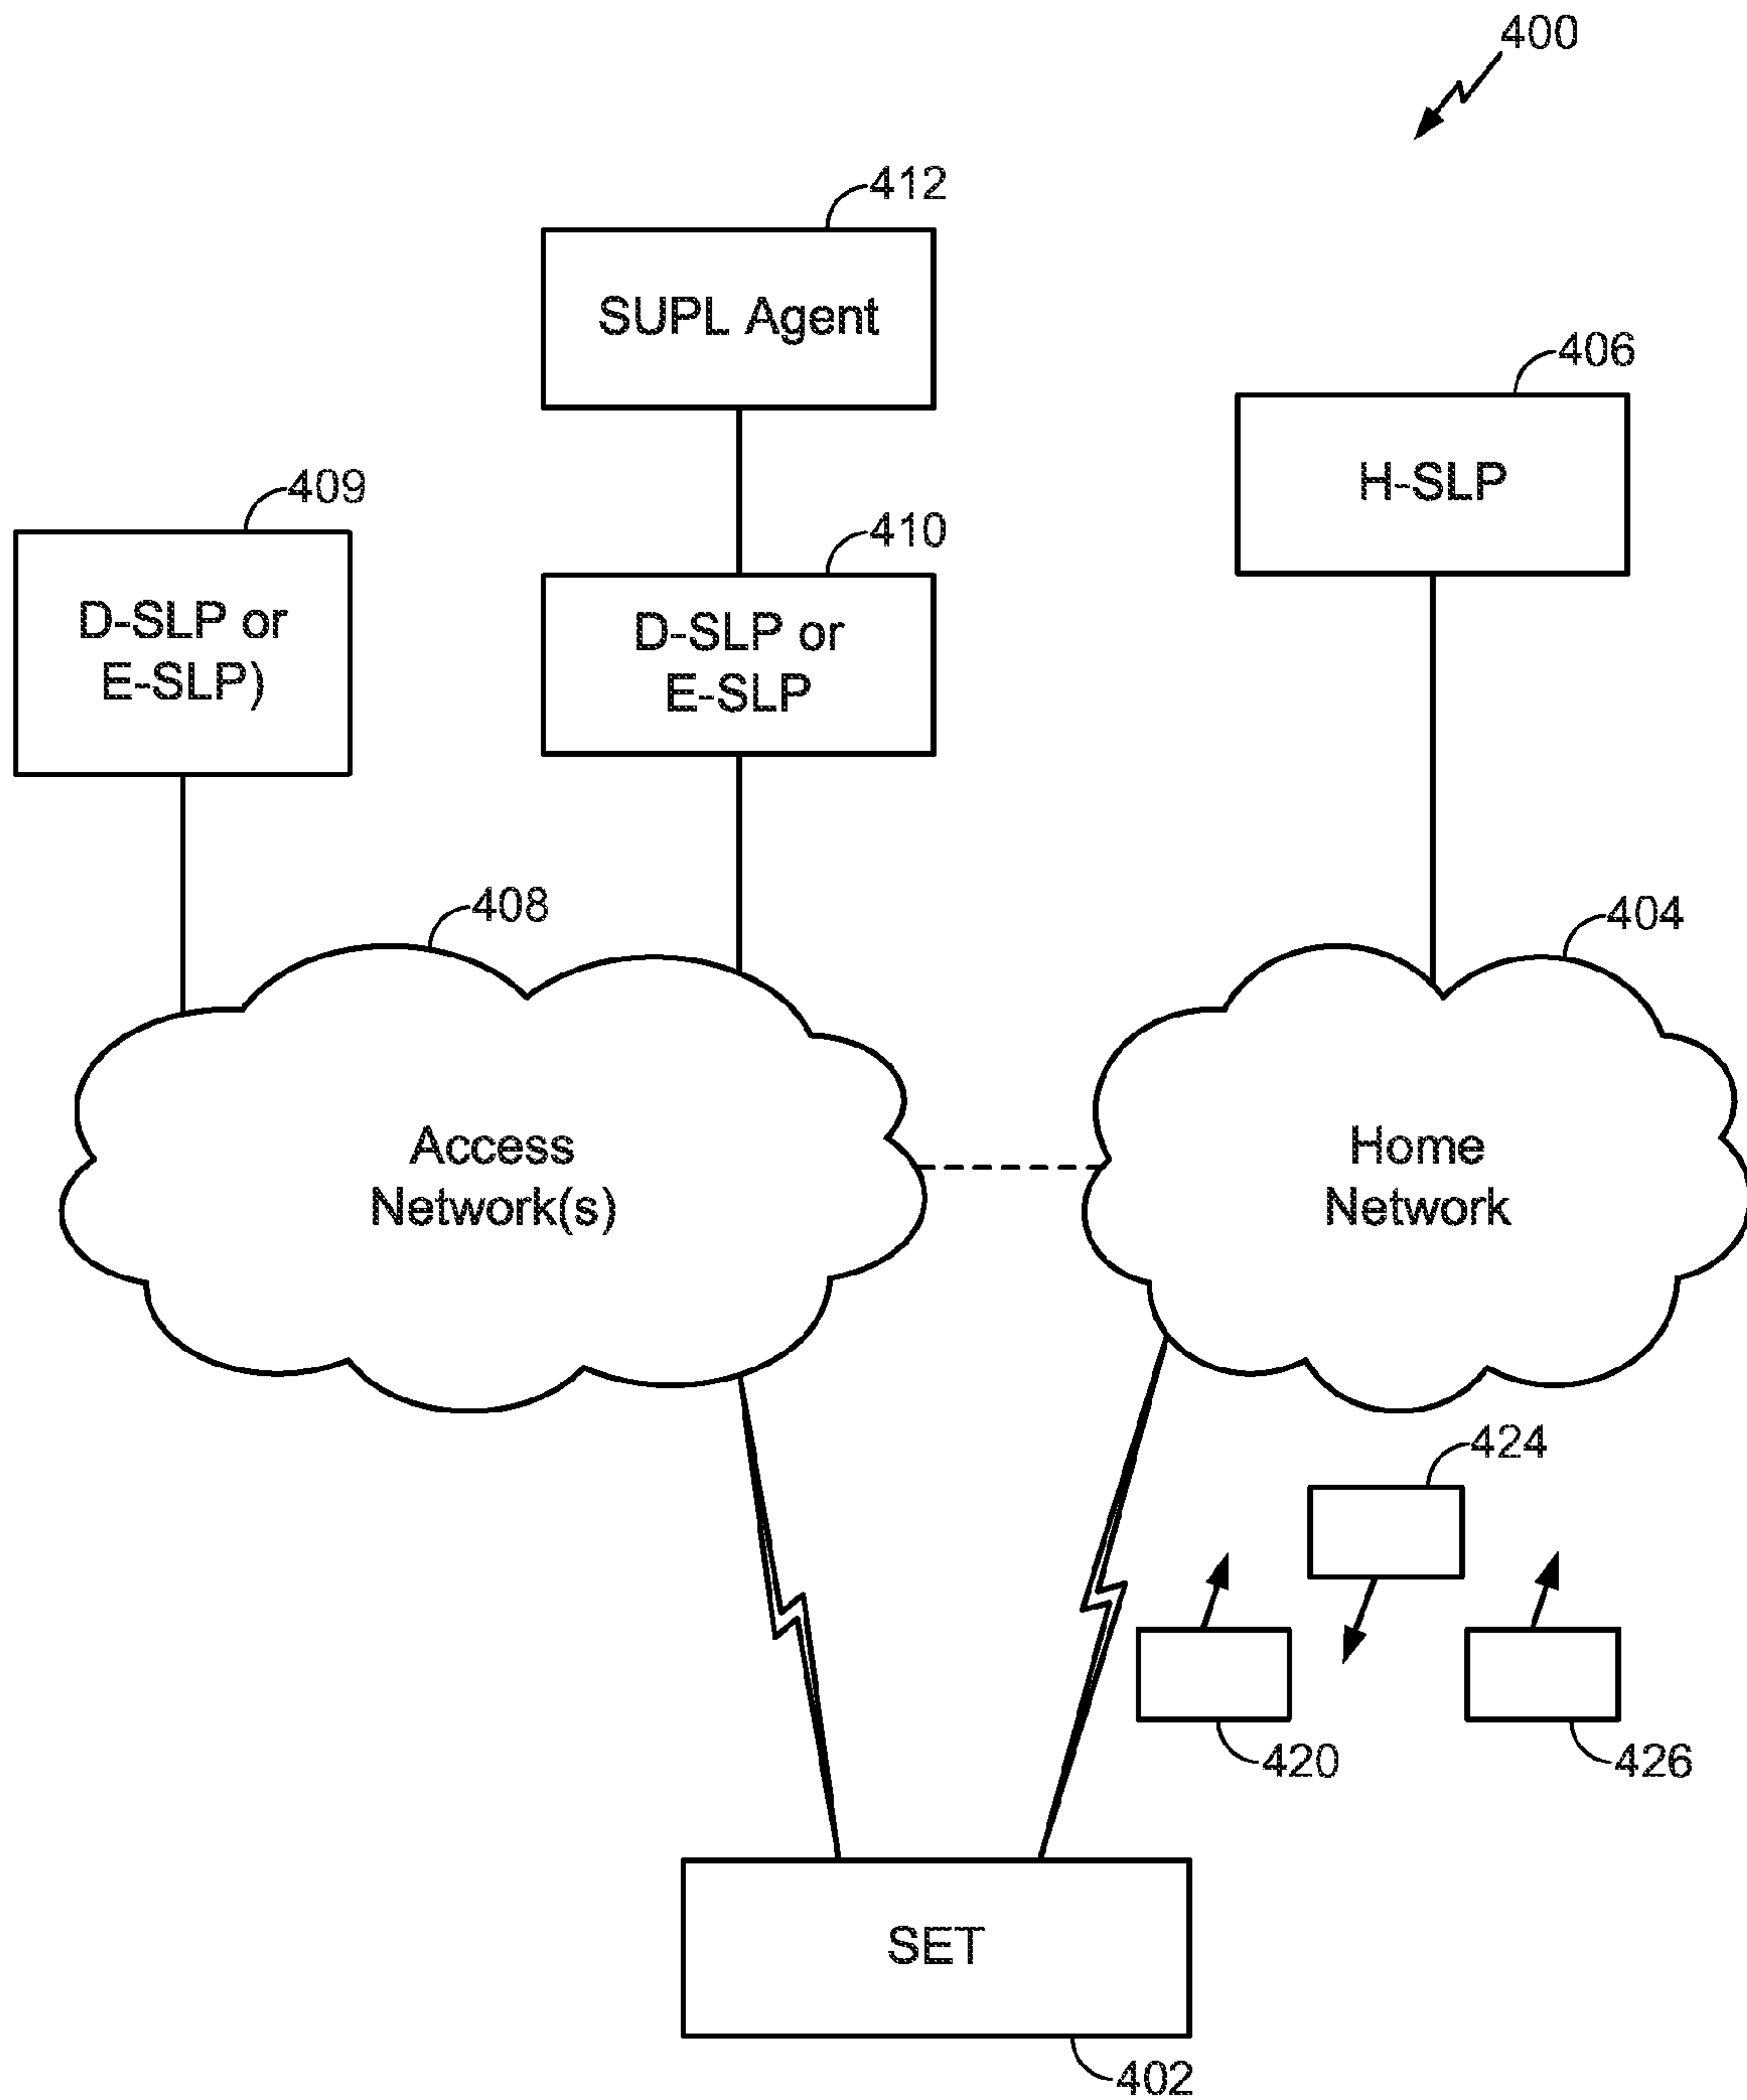 400
412
SUPL Agent
406
H-SLP
409
D-SLP or
E-SLP)
410
D-SLP or
E-SLP
408
Access
Network(s)
404
Home
Network
424
420
426
SET
402